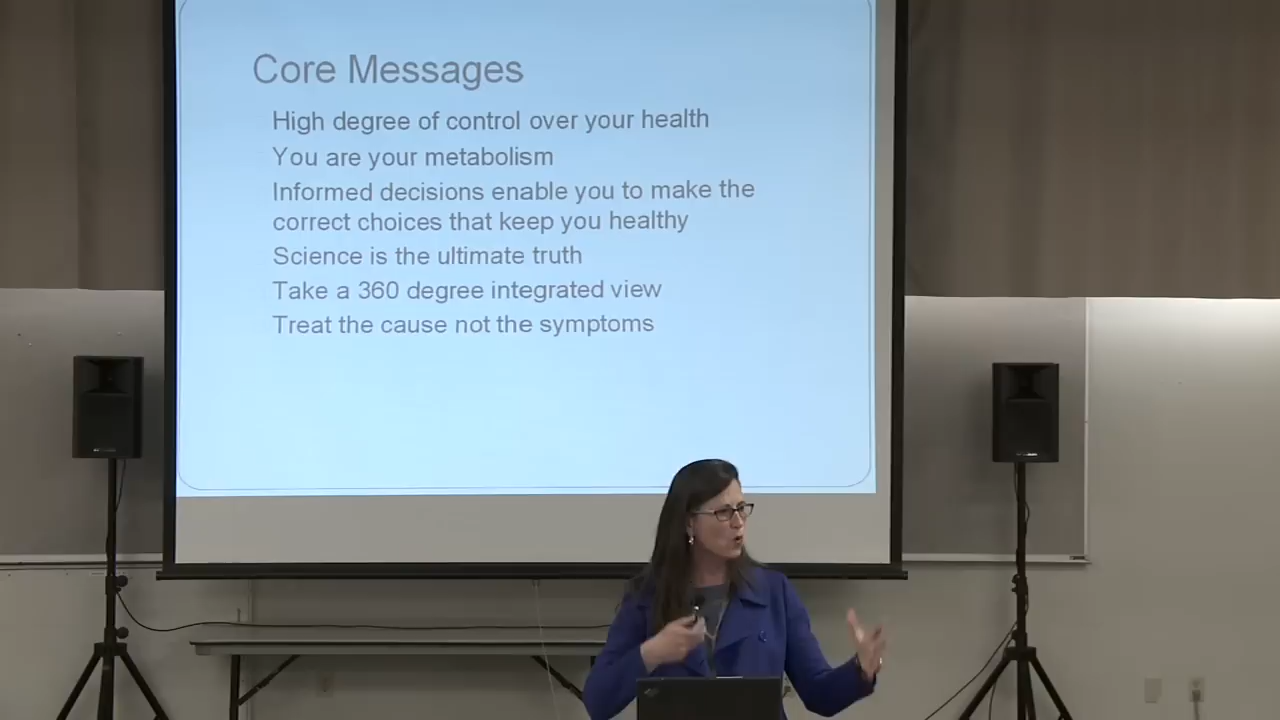 Core Messages
High degree of control over your health
You are your metabolism
Informed decisions enable you to make the
correct choices that keep you healthy
Science is the ultimate truth
Take a 360 degree integrated view
Treat the cause not the symptoms